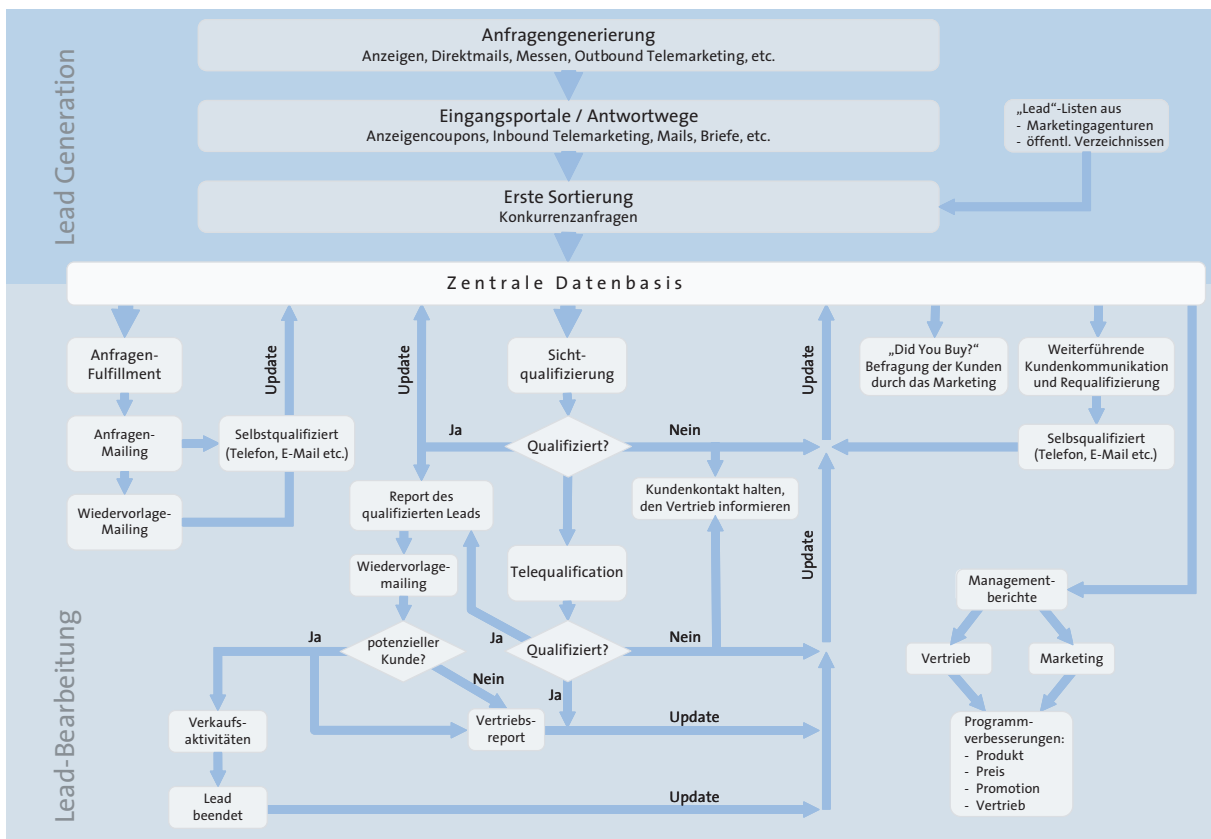 Lead Generation
Anfragengenerierung
Anzeigen, Direktmails, Messen, Outbound Telemarketing, etc.
Eingangsportale / Antwortwege
Anzeigencoupons, Inbound Telemarketing, Mails, Briefe, etc.
„Lead“-Listen aus
- Marketingagenturen
- öffentl. Verzeichnissen
Erste Sortierung
Konkurrenzanfragen
Zentrale Datenbasis
Lead-Bearbeitung
Anfragen-
Fulfillment
Anfragen-
Mailing
Wiedervorlage-
Mailing
Selbstqualifiziert
(Telefon, E-Mail etc.)
Update
Update
Sicht-
qualifizierung
Ja
Qualifiziert?
Nein
Report des
qualifizierten Leads
Wiedervorlage-
mailing
Kundenkontakt halten,
den Vertrieb informieren
Telequalification
Ja
potenzieller
Kunde?
Nein
Ja
Qualifiziert?
Nein
Ja
Verkaufs-
aktivitäten
Vertriebs-
report
Update
Lead
beendet
Update
Update
Update
„Did You Buy?“
Befragung der Kunden
durch das Marketing
Weiterführende
Kundenkommunikation
und Requalifizierung
Selbsqualifiziert
(Telefon, E-Mail etc.)
Management-
berichte
Vertrieb
Marketing
Programm-
verbesserungen:
- Produkt
- Preis
- Promotion
- Vertrieb